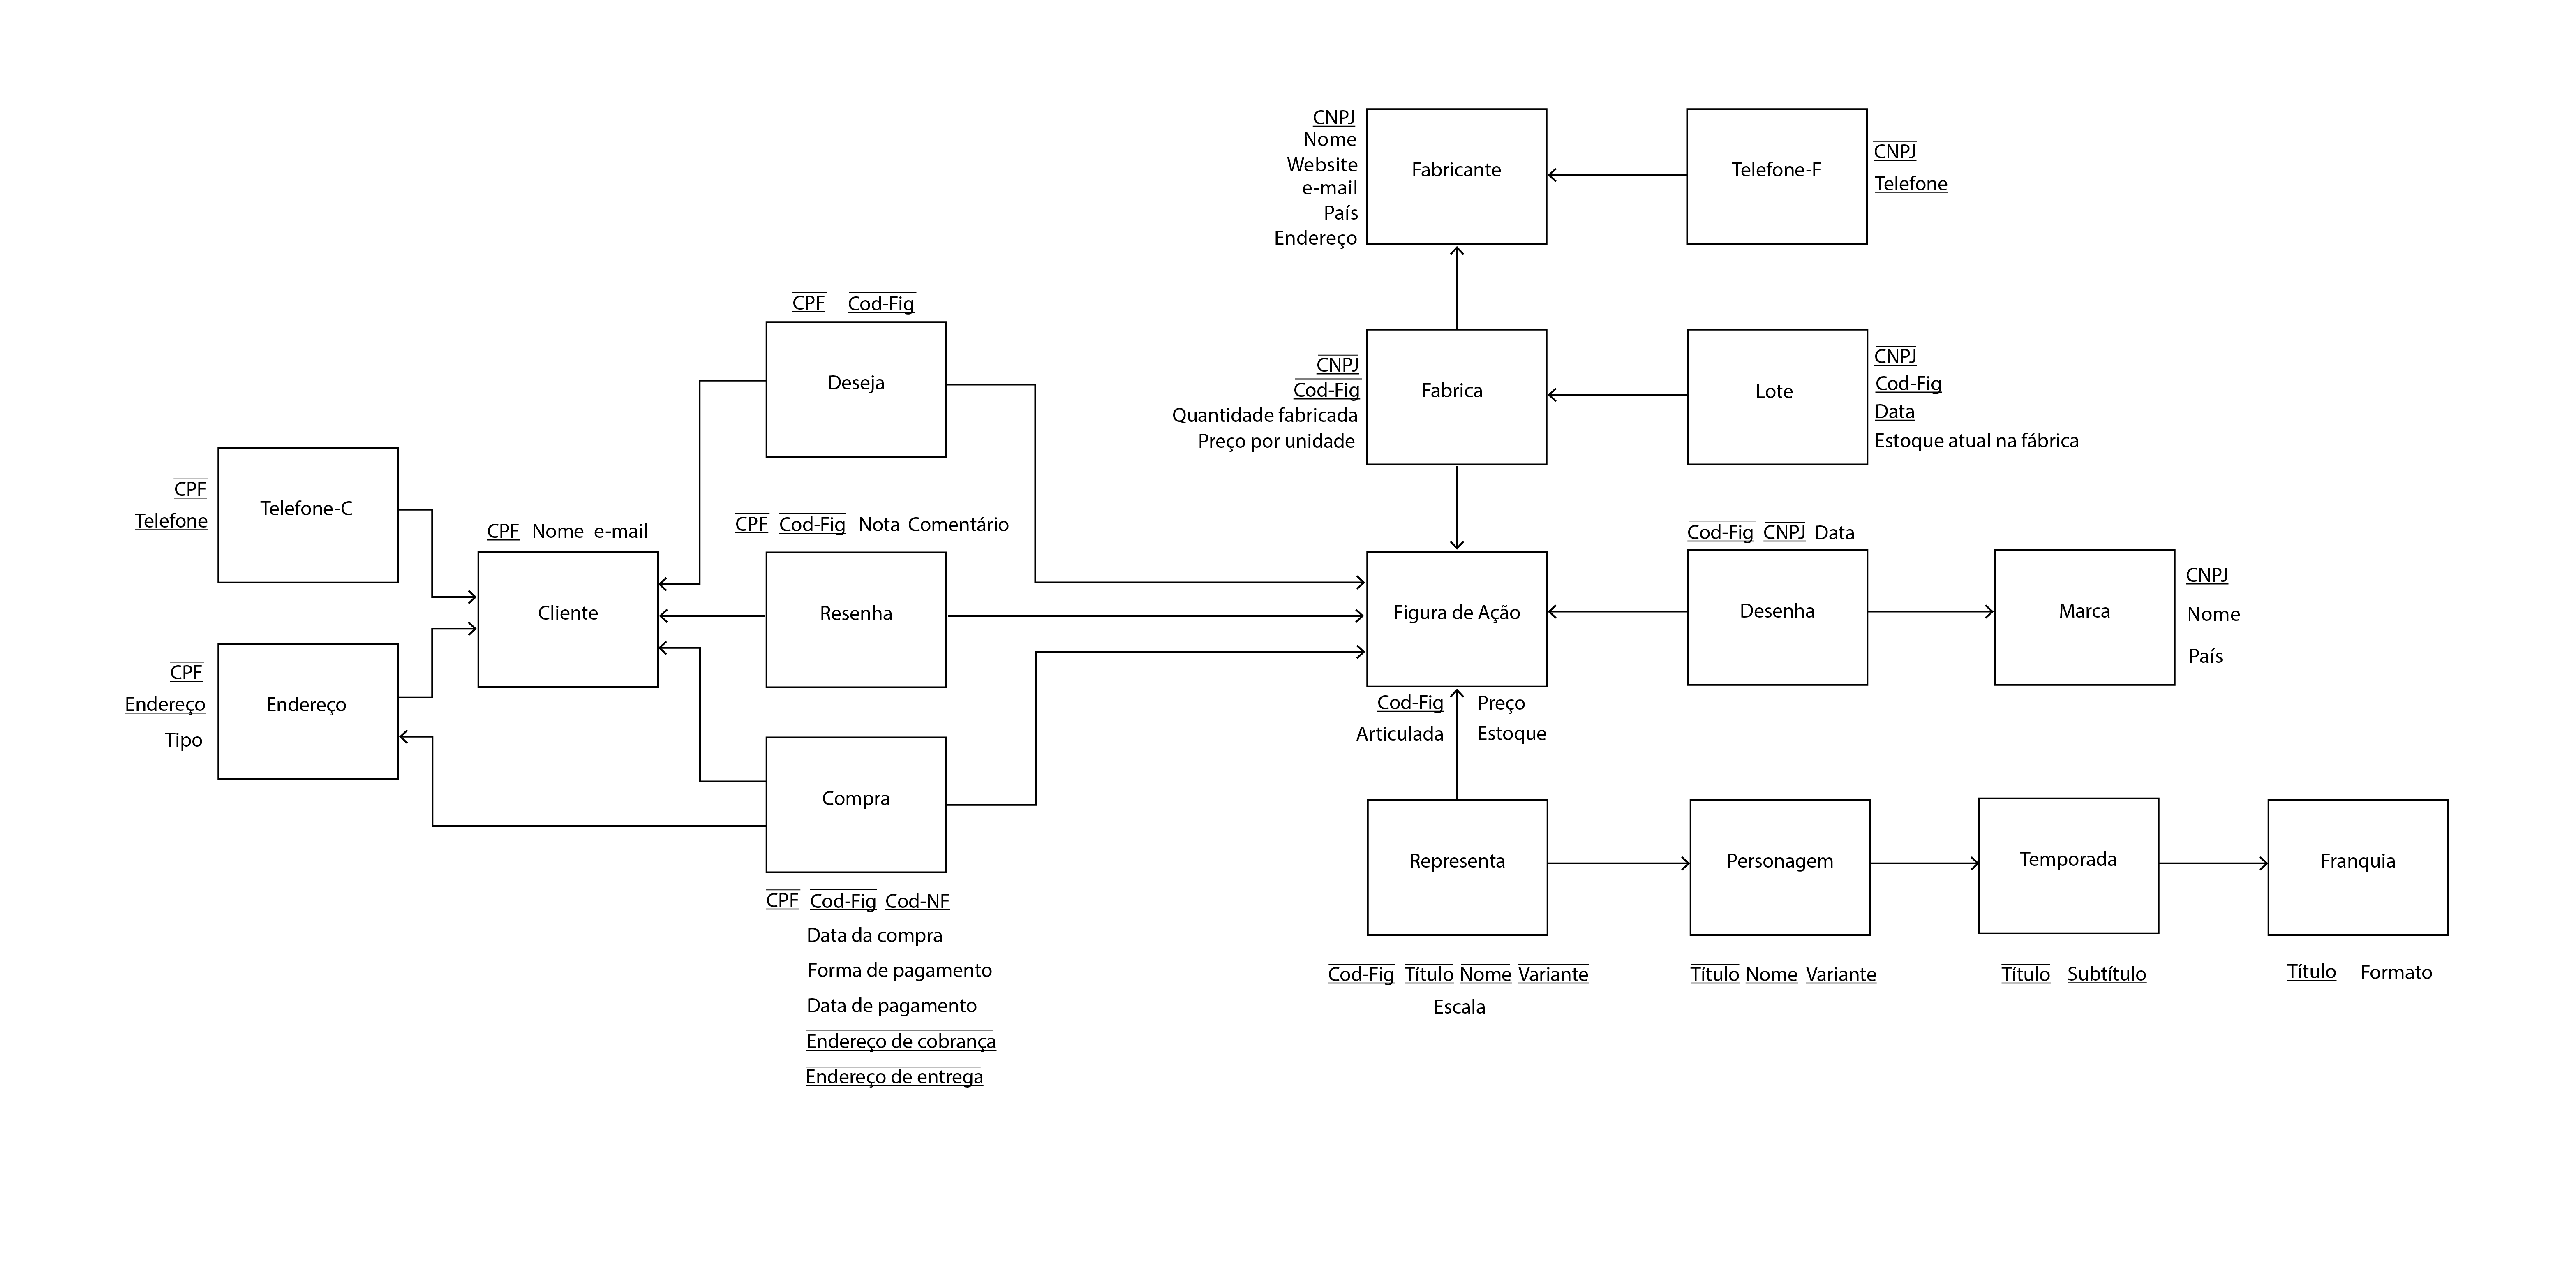 CNPJ
Nome
Website
e-mail
País
Endereço
Fabricante
Telefone-F
CNPJ
Telefone
CPF Cod-Fig
Deseja
CNPJ
Cod-Fig
Quantidade fabricada
Preço por unidade
Fabrica
Lote
CNPJ
Cod-Fig
Data
Estoque atual na fábrica
CPF
Telefone
Telefone-C
CPF Nome e-mail
Cliente
CPF Cod-Fig Nota Comentário
Resenha
Figura de Ação
Cod-Fig Preço
Articulada Estoque
Cod-Fig CNPJ Data
Desenha
Marca
CNPJ
Nome
País
CPF
Endereço
Tipo
Endereço
Compra
CPF Cod-Fig Cod-NF
Data da compra
Forma de pagamento
Data de pagamento
Endereço de cobrança
Endereço de entrega
Representa
Cod-Fig Título Nome Variante
Escala
Personagem
Título Nome Variante
Temporada
Título Subtítulo
Franquia
Título Formato